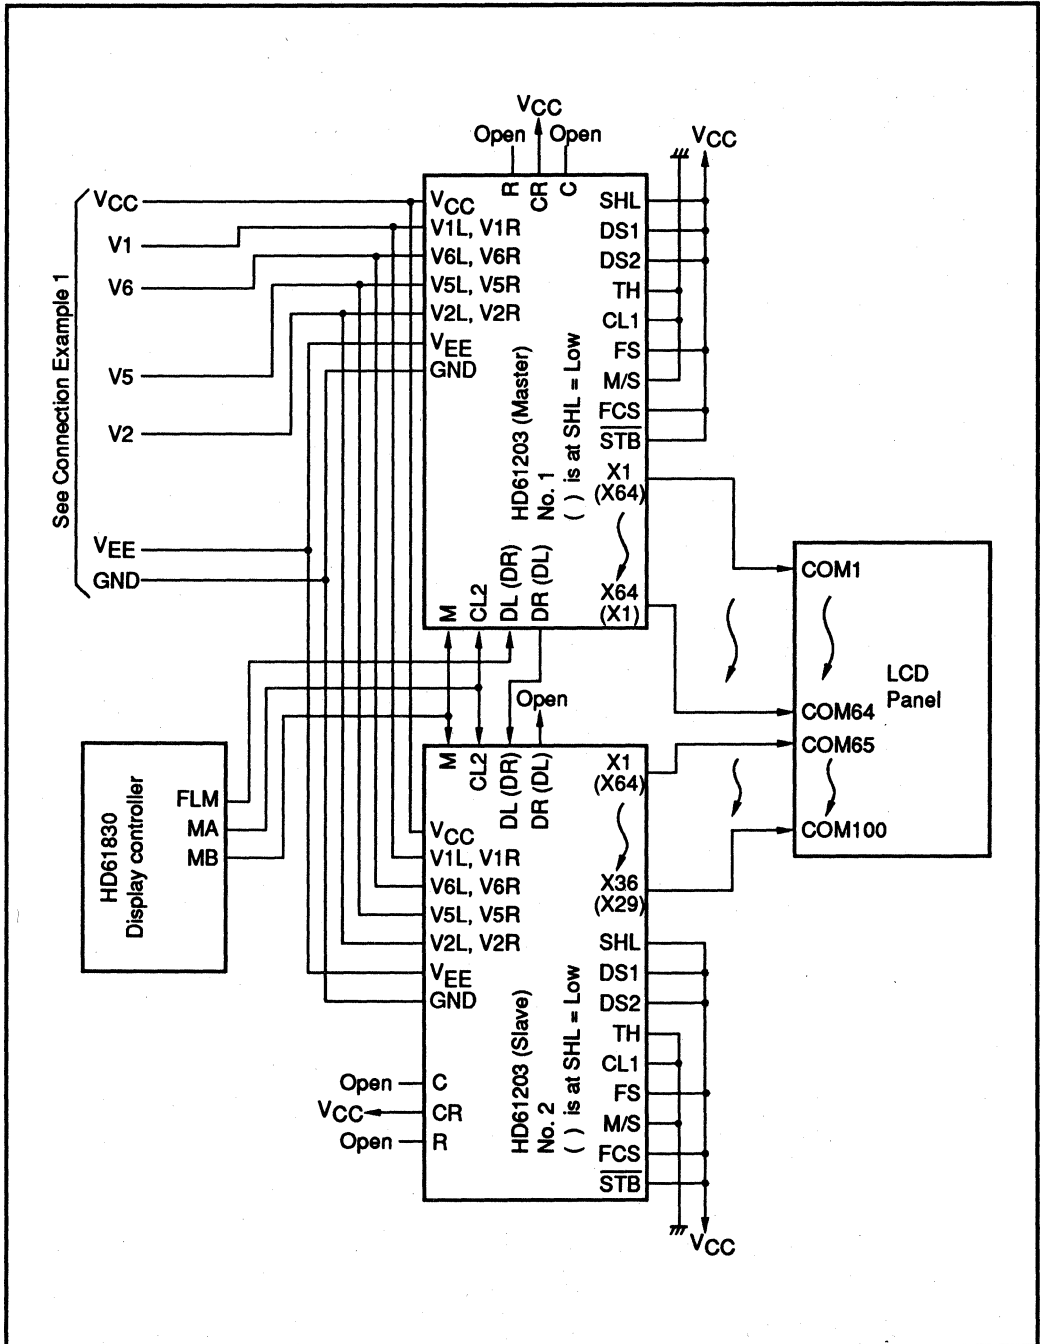 VCC
Open
Open
VCC
R
CR
C
See Connection Example 1
VCC
V1
V6
V5
V2
VEE
GND
VCC
V1L, V1R
V6L, V6R
V5L, V5R
V2L, V2R
VEE
GND
HD61203 (Master)
No. 1
( ) is at SHL = Low
SHL
DS1
DS2
TH
CL1
FS
M/S
FCS
STB
X1
(X64)
X64
(X1)
M
CL2
DL (DR)
DR (DL)
COM1
COM64
COM65
COM100
LCD
Panel
Open
HD61830
Display controller
FLM
MA
MB
M
CL2
DL (DR)
DR (DL)
X1
(X64)
X36
(X29)
VCC
V1L, V1R
V6L, V6R
V5L, V5R
V2L, V2R
VEE
GND
HD61203 (Slave)
No. 2
( ) is at SHL = Low
SHL
DS1
DS2
TH
CL1
FS
M/S
FCS
STB
Open
C
VCC
CR
Open
R
VCC